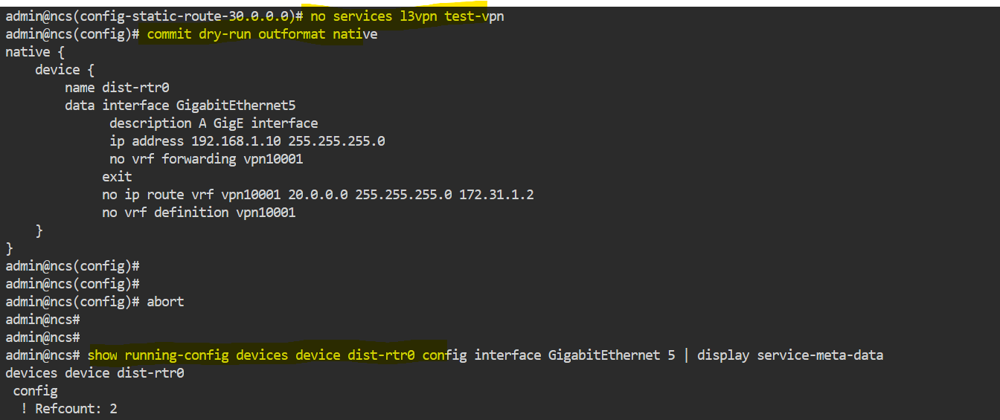 admin@ncs(config-static-route-30.0.0.0)# no services l3vpn test-vpn
admin@ncs(config)# commit dry-run outformat native
native {
    device {
        name dist-rtr0
        data interface GigabitEthernet5
              description A GigE interface
              ip address 192.168.1.10 255.255.255.0
              no vrf forwarding vpn10001
             exit
             no ip route vrf vpn10001 20.0.0.0 255.255.255.0 172.31.1.2
             no vrf definition vpn10001
    }
}
admin@ncs(config)#
admin@ncs(config)#
admin@ncs(config)# abort
admin@ncs#
admin@ncs#
admin@ncs# show running-config devices device dist-rtr0 config interface GigabitEthernet 5 | display service-meta-data
devices device dist-rtr0
 config
  ! Refcount: 2